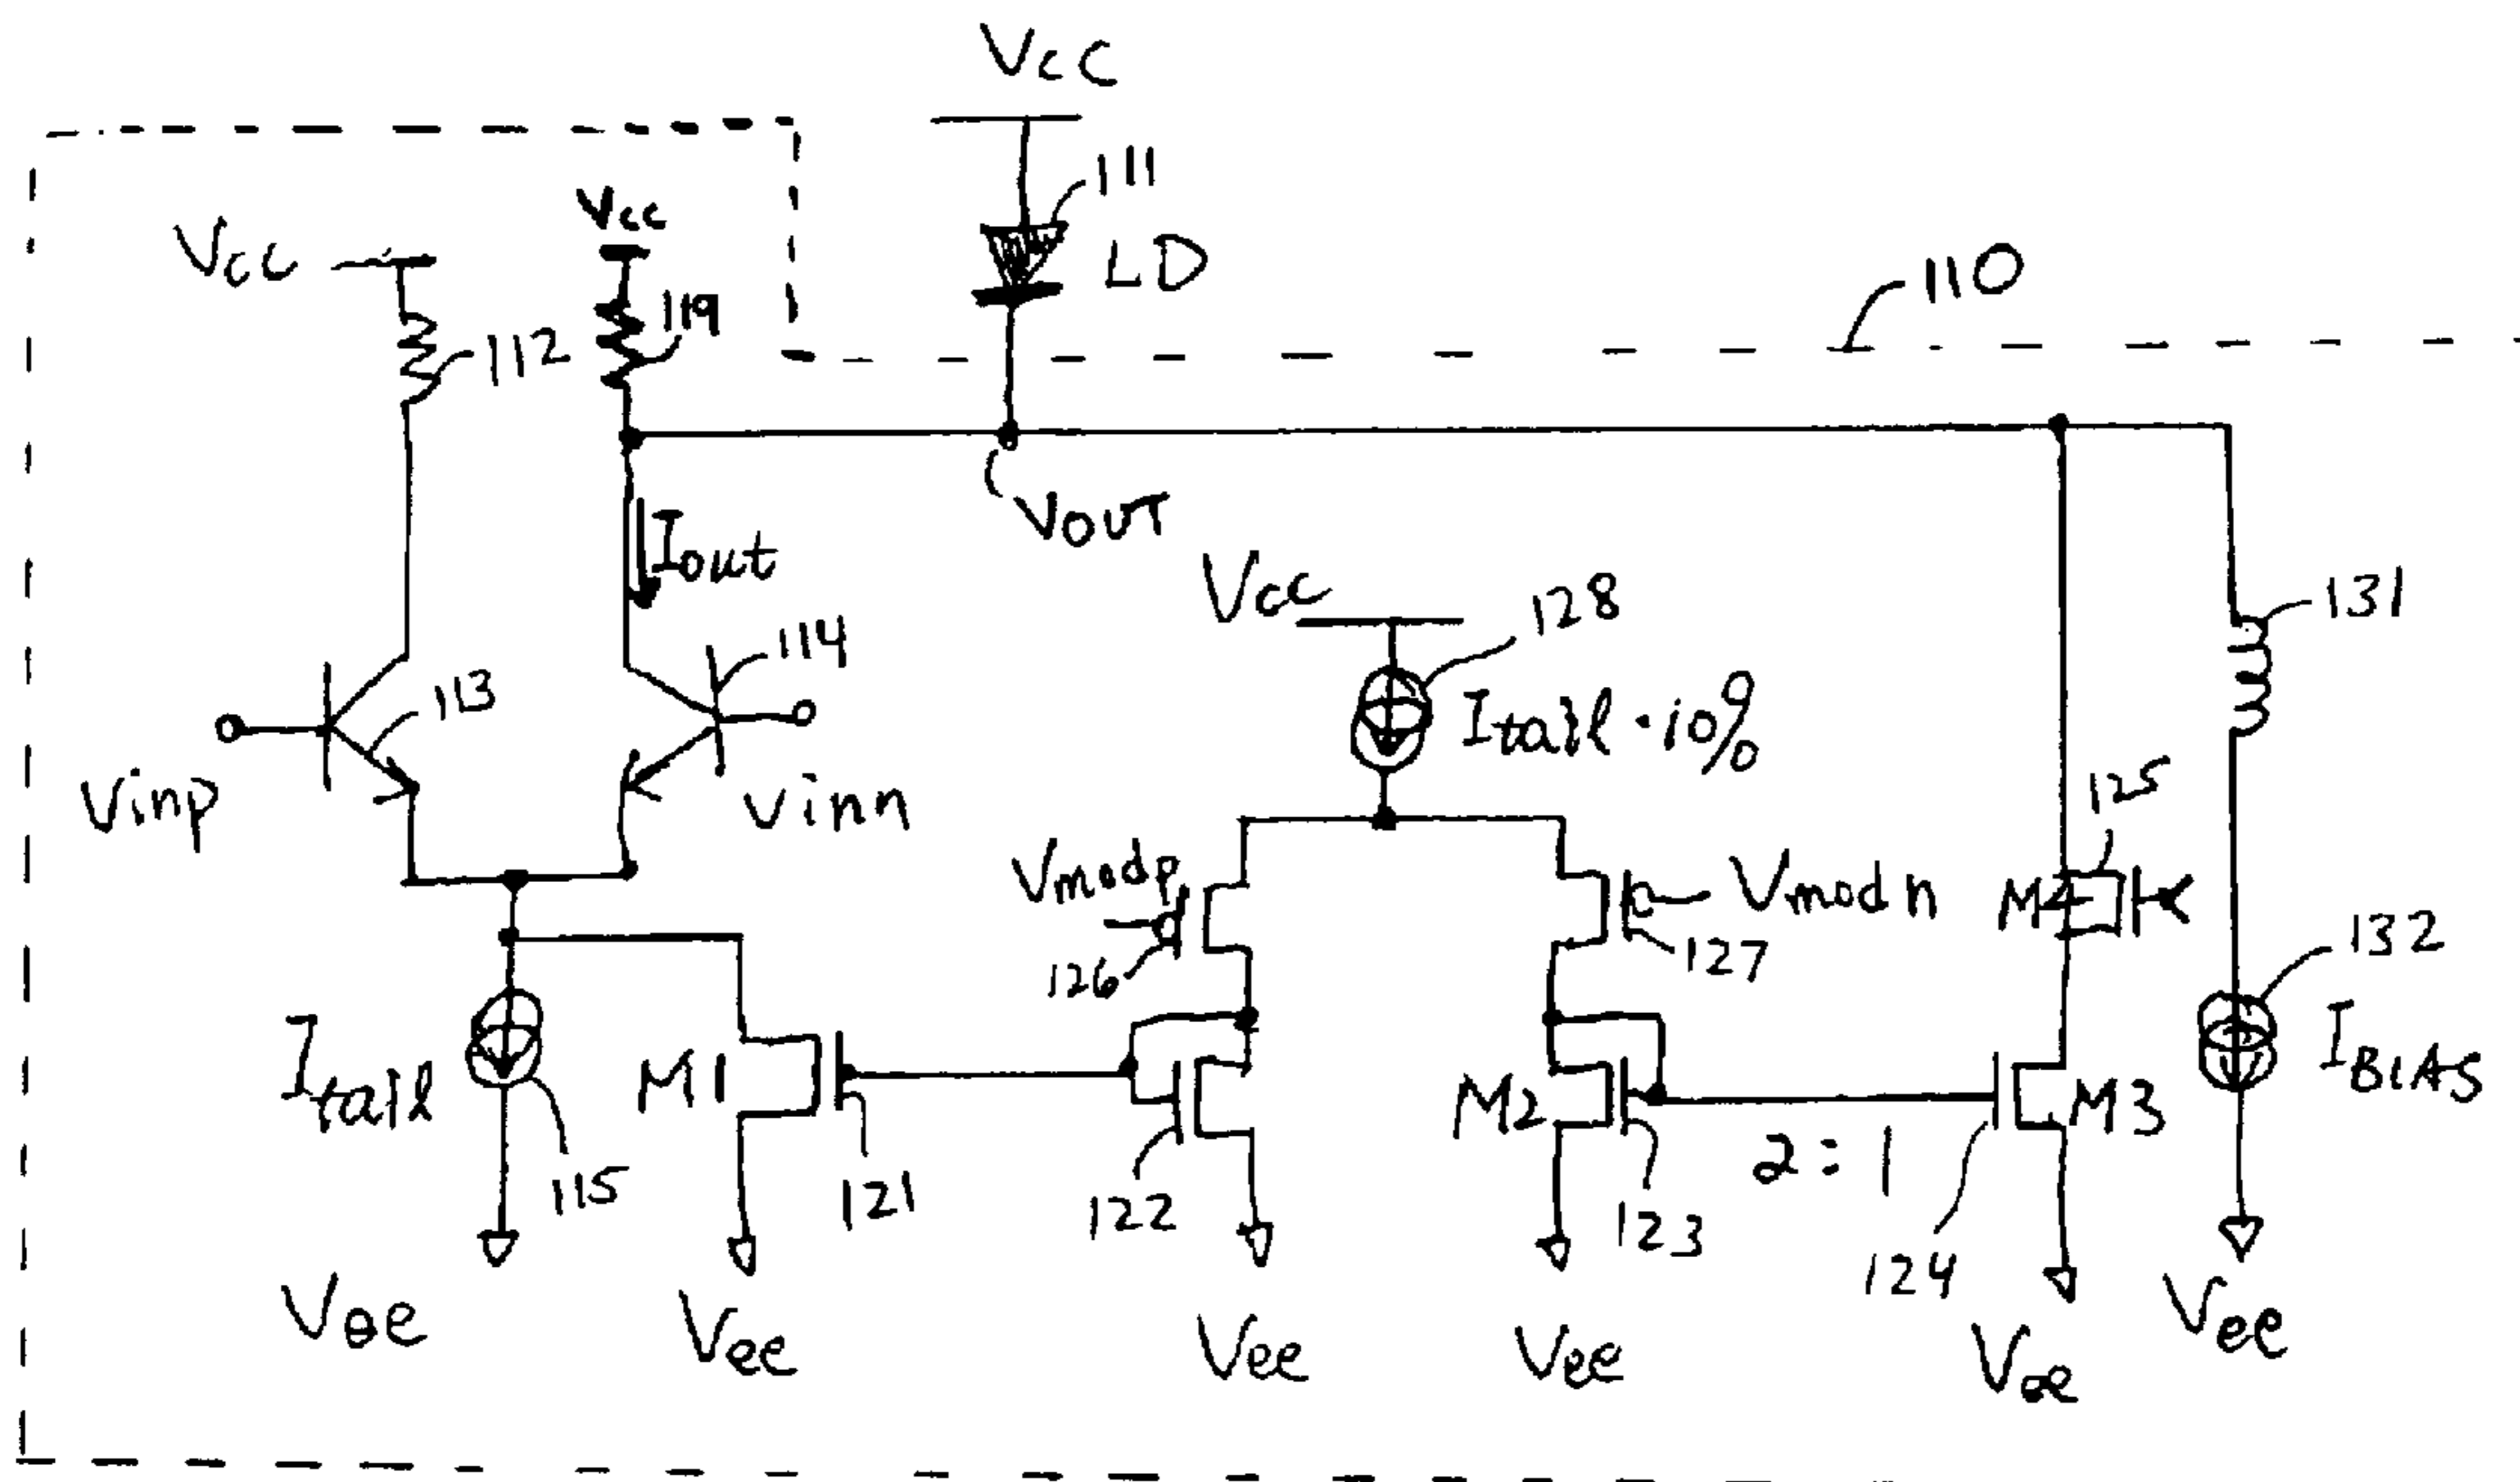 Vcc
111
LD
Vcc
Vcc
119
112
110
Iout
VOUT
Vcc
128
131
114
113
Itail · 10%
Vinp
Vinn
125
Vmodp
Vmodn
M4
126
127
132
Itail
M1
M2
M3
IBIAS
2:1
115
121
122
123
124
Vee
Vee
Vee
Vee
Vee
Vee